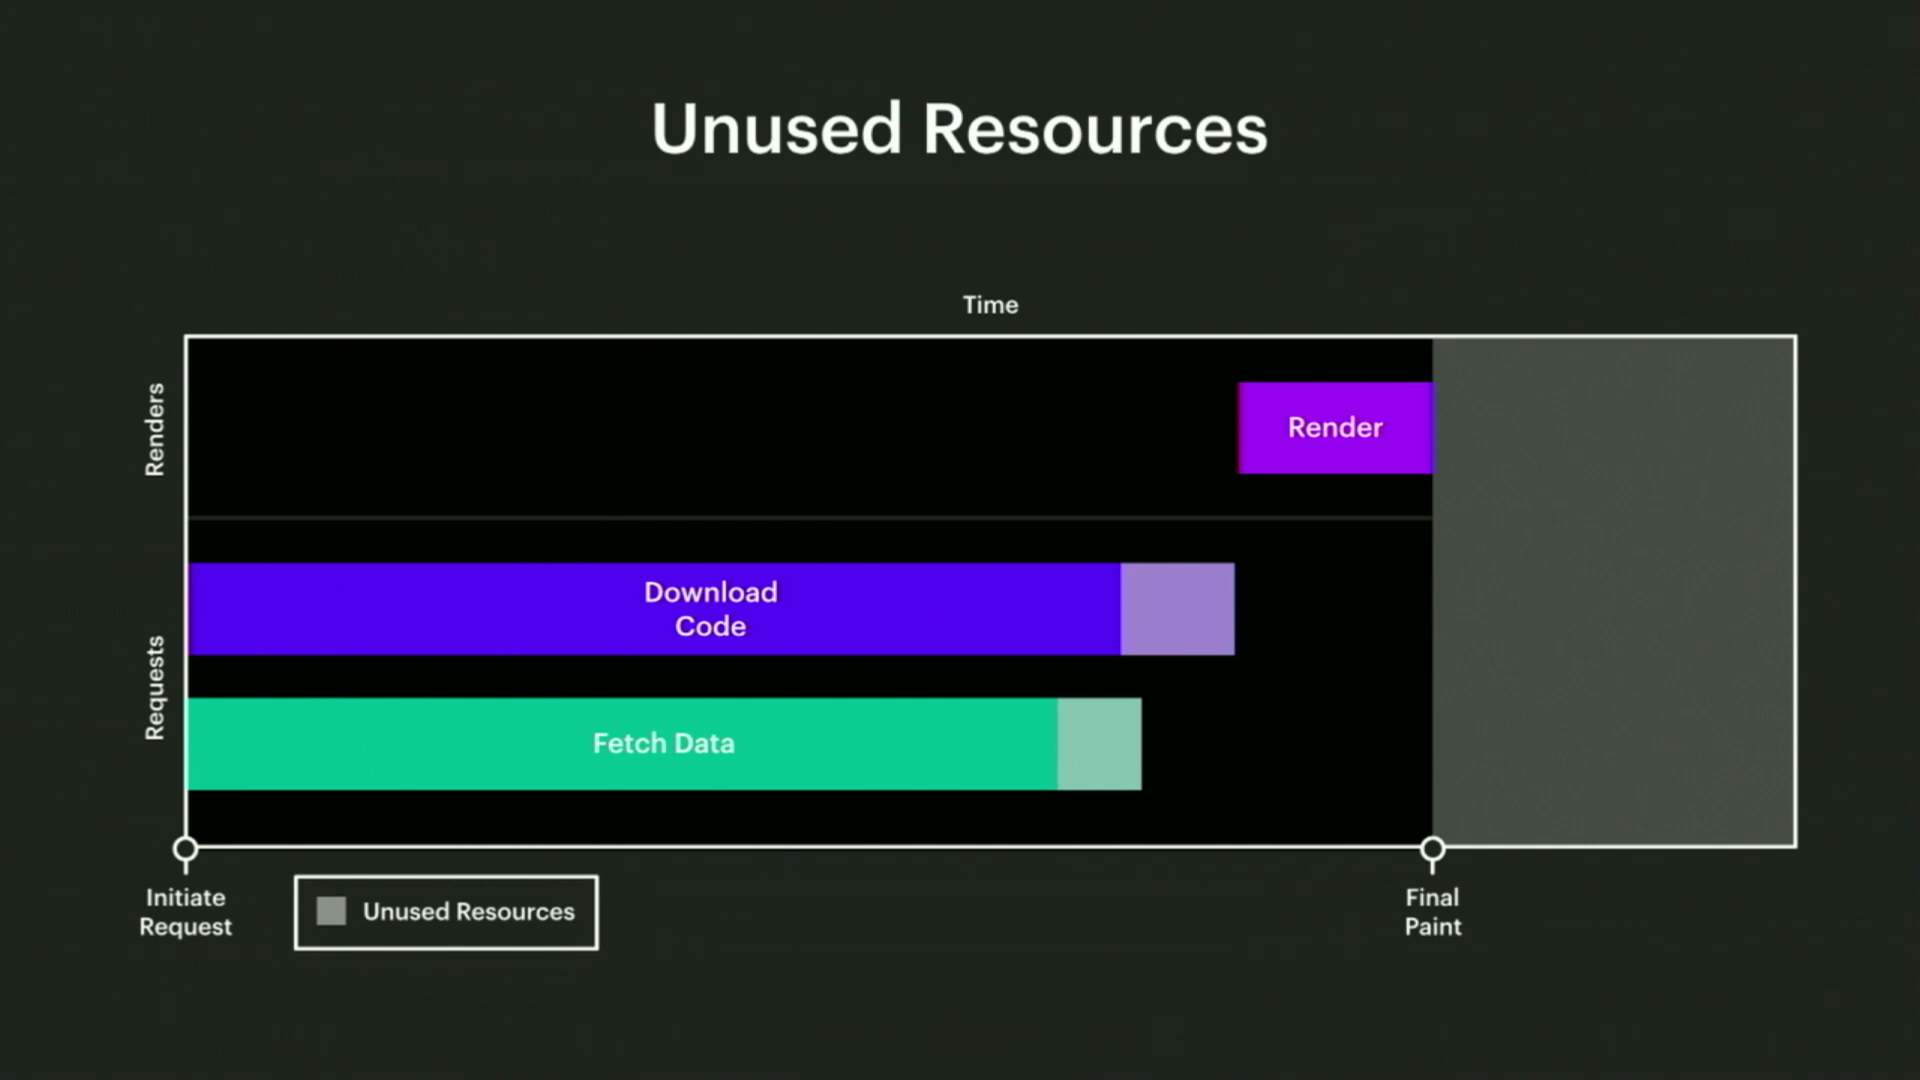 Unused Resources
Time
Renders
Render
Requests
Download
Code
Fetch Data
Initiate
Request
Unused Resources
Final
Paint